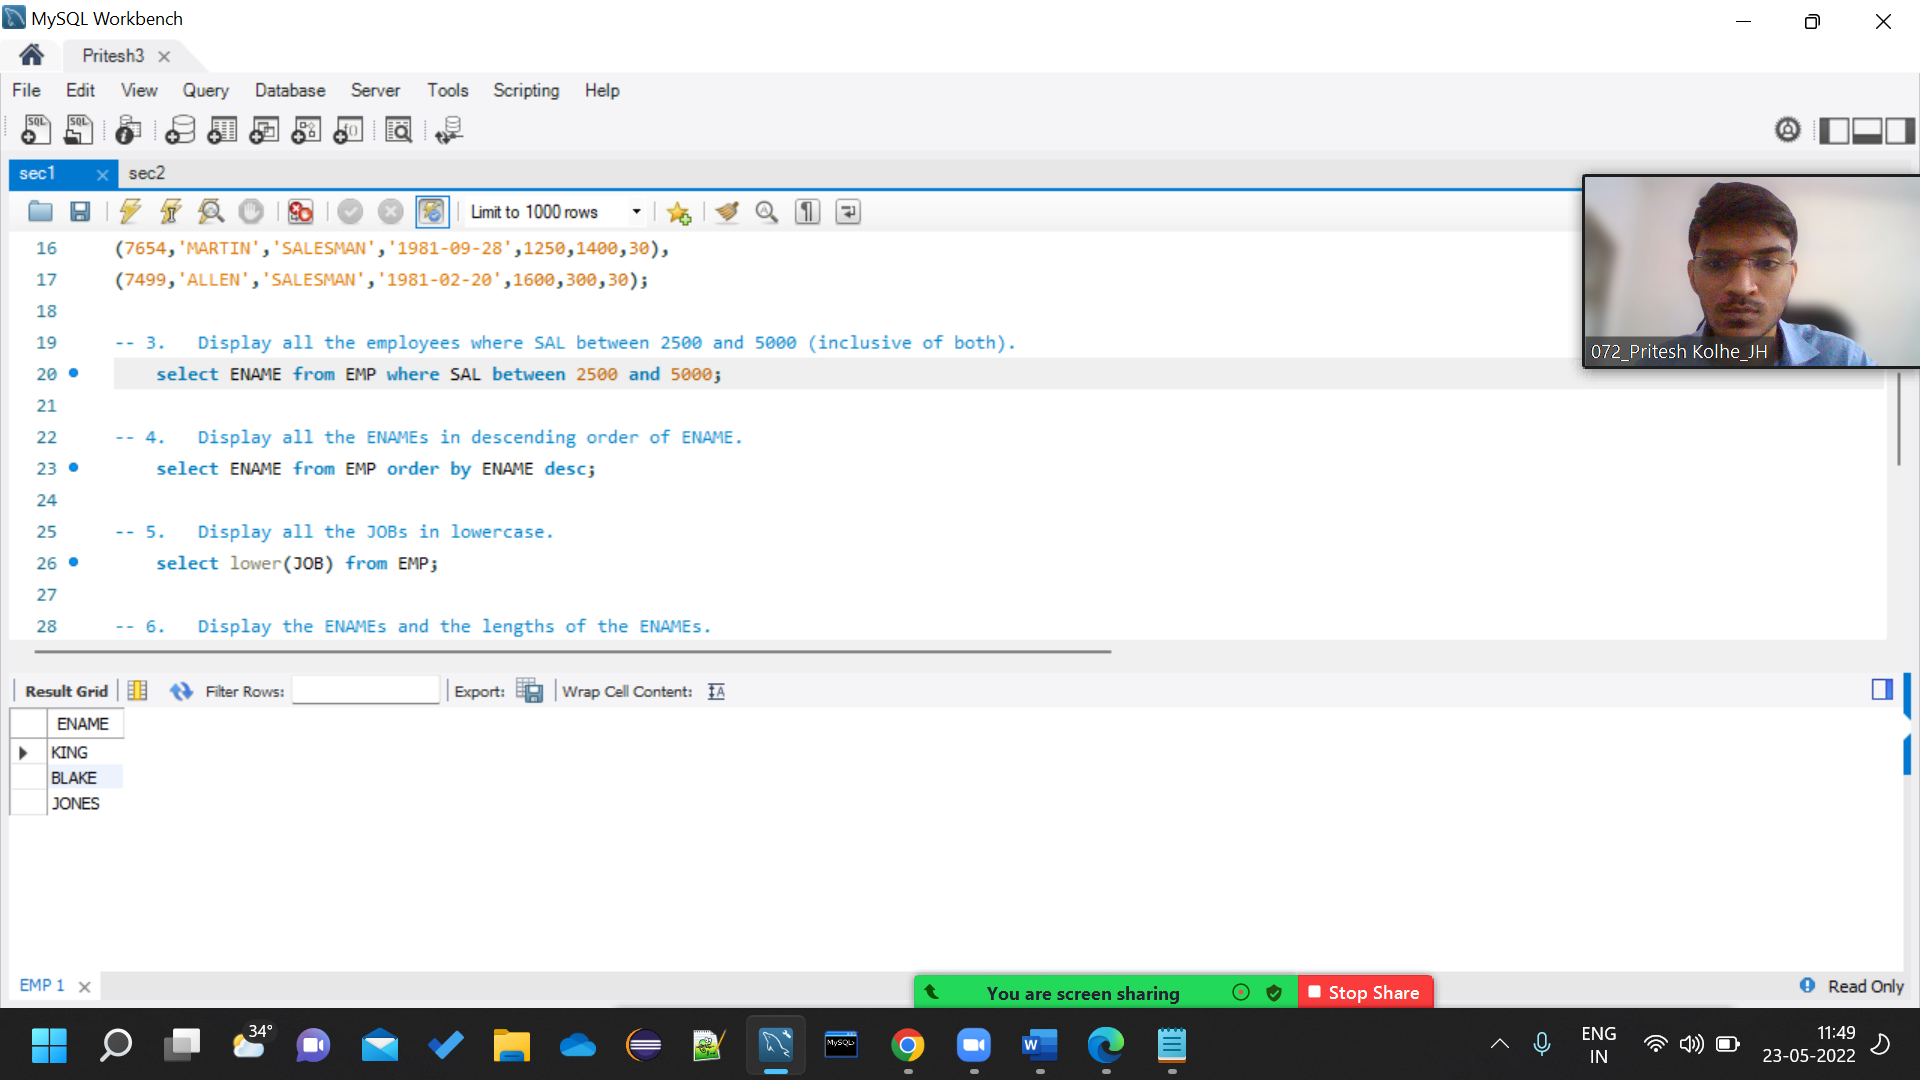 MySQL Workbench
Pritesh3
File Edit View Query Database Server Tools Scripting Help
SQL SQL
sec1 sec2
Limit to 1000 rows
16 (7654,'MARTIN','SALESMAN','1981-09-28',1250,1400,30),
17 (7499,'ALLEN','SALESMAN','1981-02-20',1600,300,30);
18
19 -- 3. Display all the employees where SAL between 2500 and 5000 (inclusive of both).
20 select ENAME from EMP where SAL between 2500 and 5000;
21
22 -- 4. Display all the ENAMEs in descending order of ENAME.
23 select ENAME from EMP order by ENAME desc;
24
25 -- 5. Display all the JOBs in lowercase.
26 select lower(JOB) from EMP;
27
28 -- 6. Display the ENAMEs and the lengths of the ENAMEs.
072_Pritesh Kolhe_JH
Result Grid Filter Rows: Export: Wrap Cell Content:
ENAME
KING
BLAKE
JONES
EMP 1
Read Only
You are screen sharing Stop Share
34°
MySQL>
ENG
IN
11:49
23-05-2022